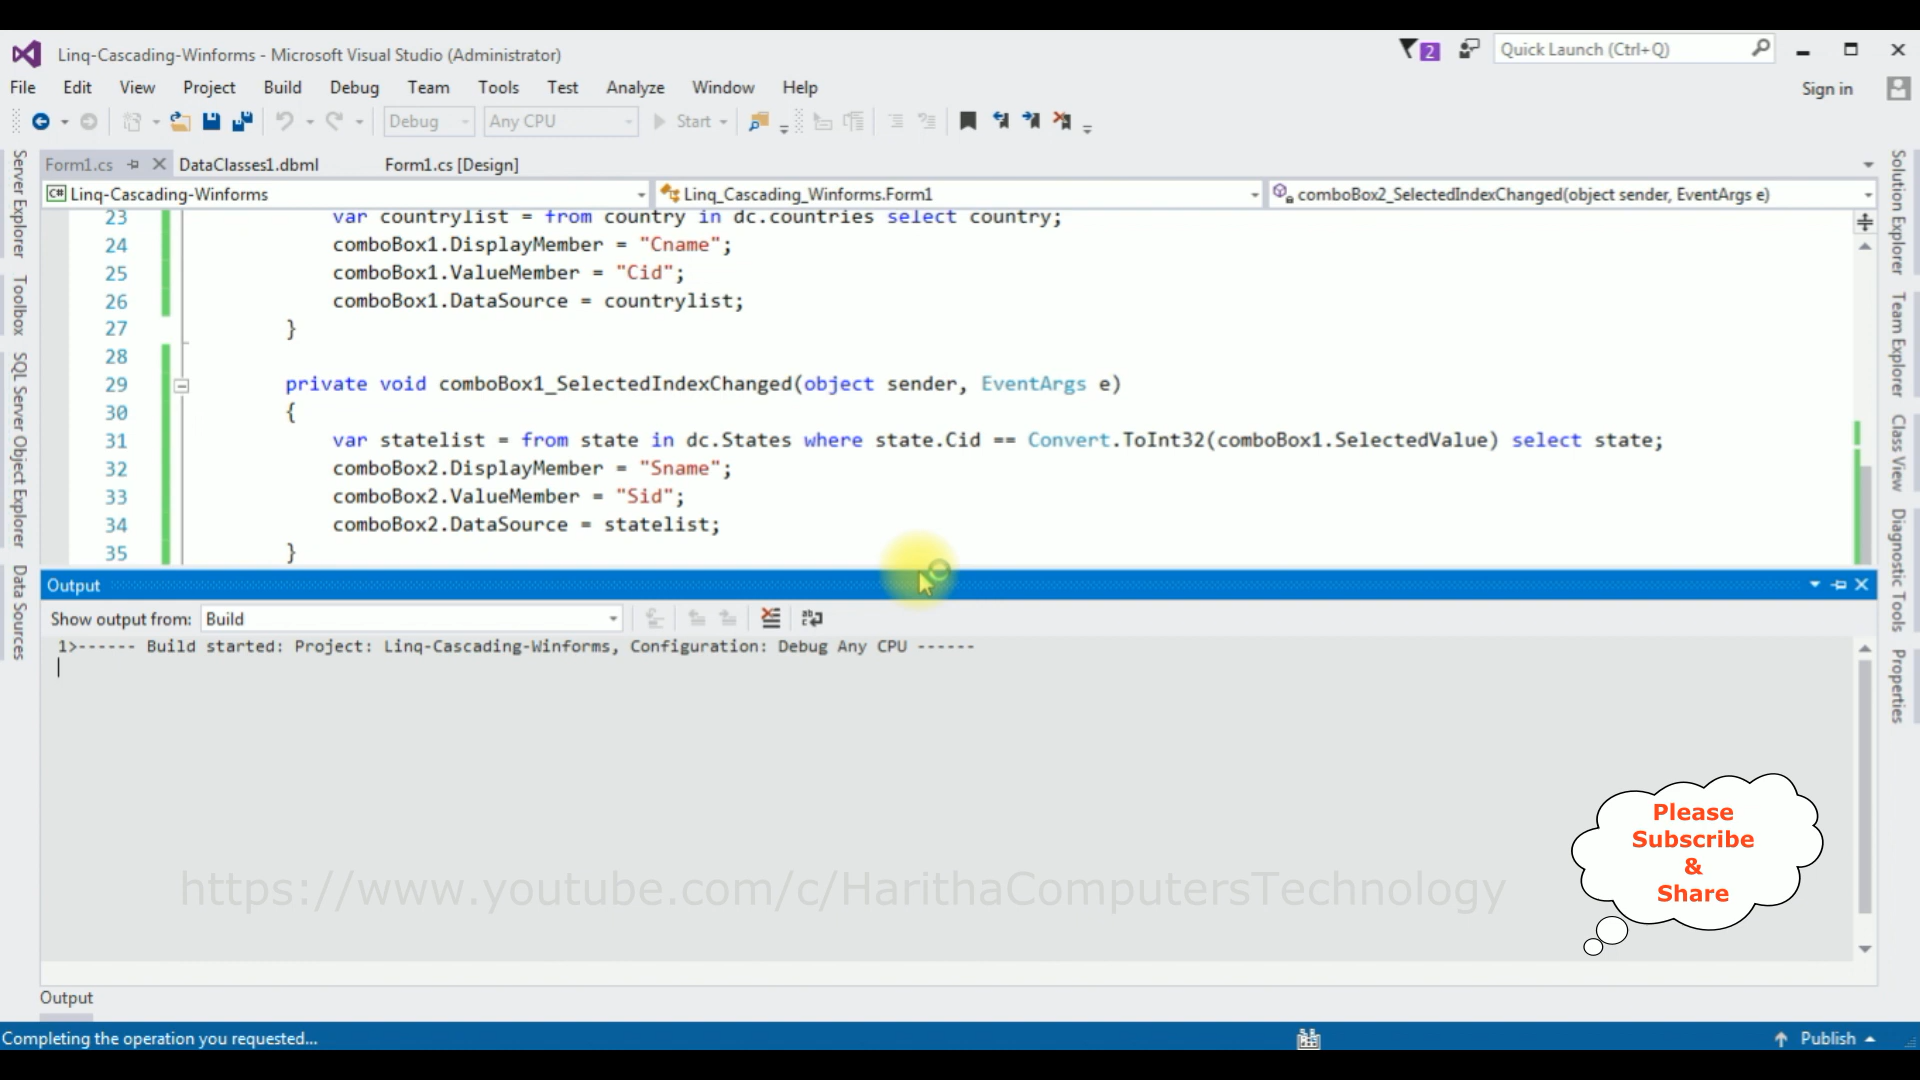 Linq-Cascading-Winforms - Microsoft Visual Studio (Administrator)
2
Quick Launch (Ctrl+Q)
File Edit View Project Build Debug Team Tools Test Analyze Window Help
Sign in
Debug Any CPU Start
Form1.cs DataClasses1.dbml Form1.cs [Design]
C# Linq-Cascading-Winforms Linq_Cascading_Winforms.Form1 comboBox2_SelectedIndexChanged(object sender, EventArgs e)
23 var countrylist = from country in dc.countries select country;
24 comboBox1.DisplayMember = "Cname";
25 comboBox1.ValueMember = "Cid";
26 comboBox1.DataSource = countrylist;
27 }
28
29 private void comboBox1_SelectedIndexChanged(object sender, EventArgs e)
30 {
31 var statelist = from state in dc.States where state.Cid == Convert.ToInt32(comboBox1.SelectedValue) select state;
32 comboBox2.DisplayMember = "Sname";
33 comboBox2.ValueMember = "Sid";
34 comboBox2.DataSource = statelist;
35 }
Server Explorer
Toolbox
SQL Server Object Explorer
Data Sources
Solution Explorer
Team Explorer
Class View
Diagnostic Tools
Properties
Output
Show output from: Build
1>------ Build started: Project: Linq-Cascading-Winforms, Configuration: Debug Any CPU ------
Please
Subscribe
&
Share
https://www.youtube.com/c/HarithaComputersTechnology
Output
Completing the operation you requested...
Publish